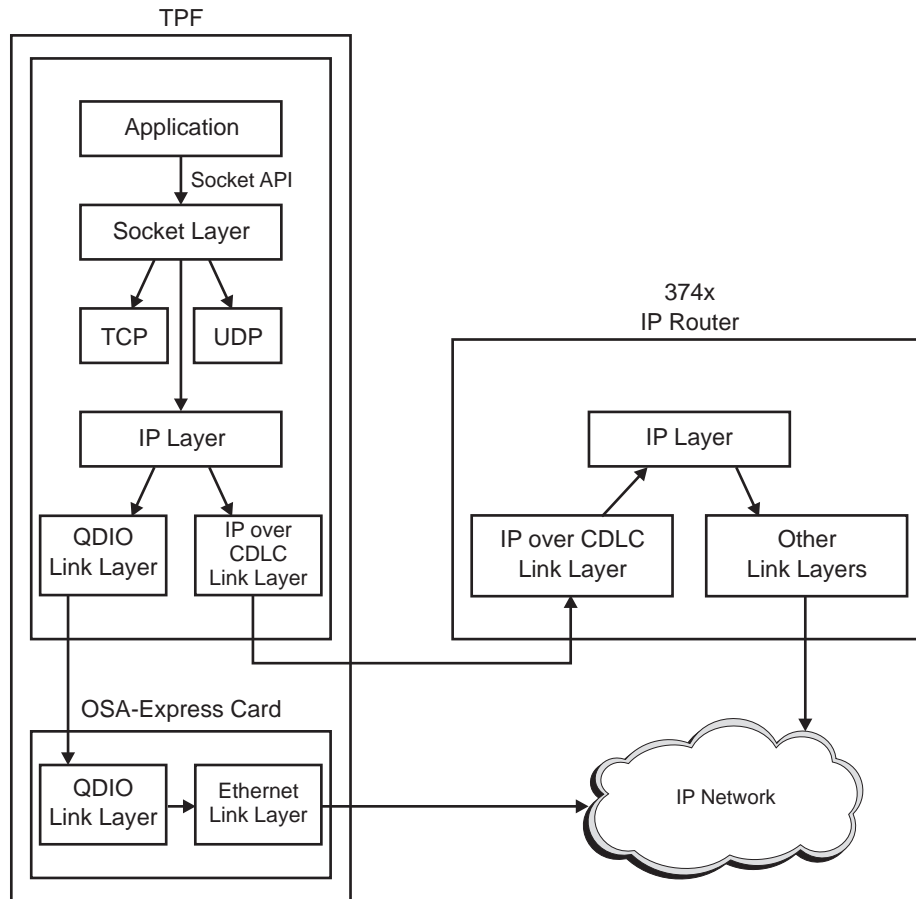 TPF
Application
Socket API
Socket Layer
TCP
UDP
IP Layer
QDIO
Link Layer
IP over
CDLC
Link Layer
374x
IP Router
IP Layer
IP over CDLC
Link Layer
Other
Link Layers
OSA-Express Card
QDIO
Link Layer
Ethernet
Link Layer
IP Network